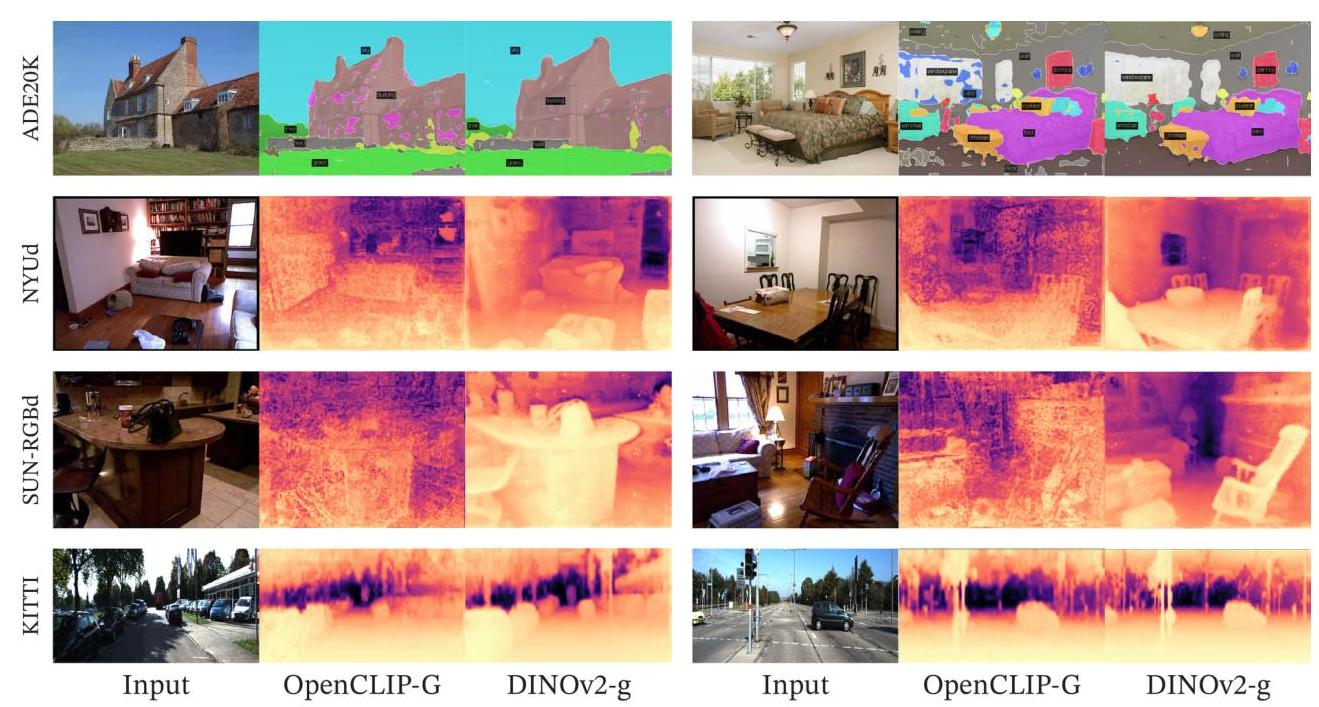 ADE20K
sky
building
tree
wall
grass
sky
building
tree
wall
grass
ceiling
wall
windowpane
painting
cushion
armchair
ottoman
bed
floor
ceiling
wall
windowpane
painting
cushion
armchair
ottoman
bed
NYUd
SUN-RGBd
KITTI
Input OpenCLIP-G DINOv2-g Input OpenCLIP-G DINOv2-g